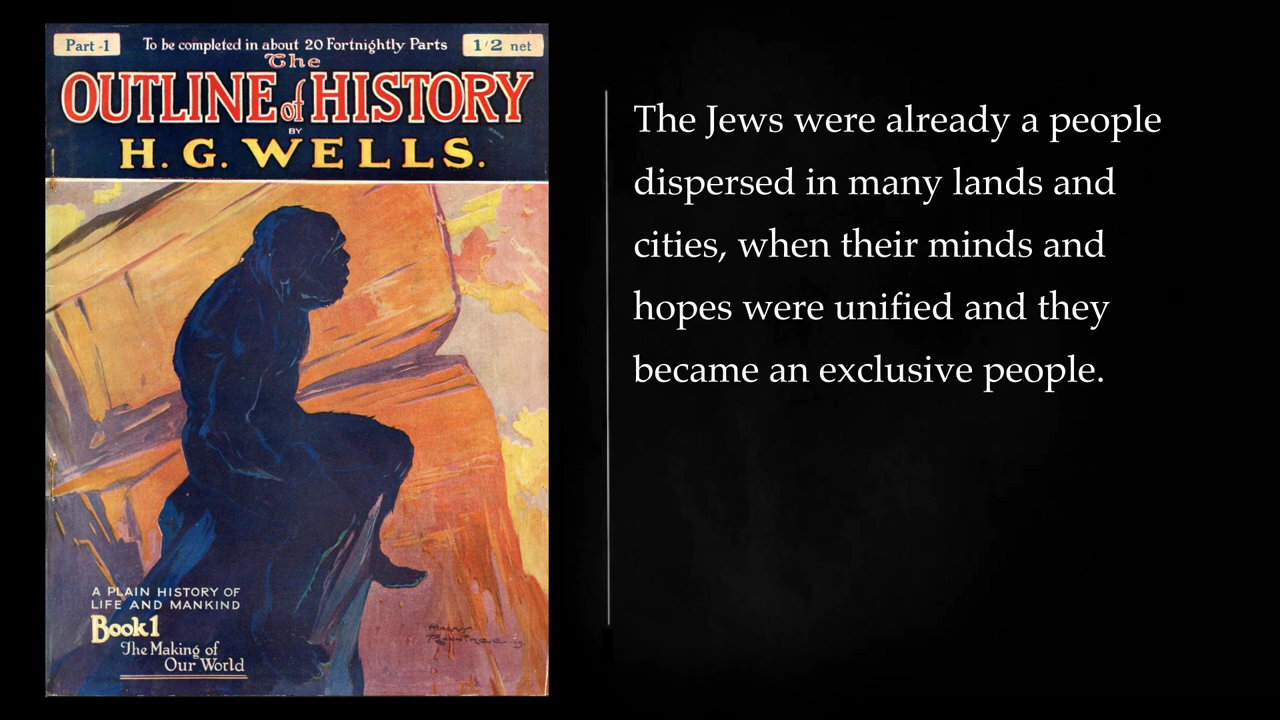 Part -1
To be completed in about 20 Fortnightly Parts
1/2 net
The
OUTLINE of HISTORY
BY
H. G. WELLS.
A PLAIN HISTORY OF
LIFE AND MANKIND
Book 1
The Making of
Our World
The Jews were already a people
dispersed in many lands and
cities, when their minds and
hopes were unified and they
became an exclusive people.